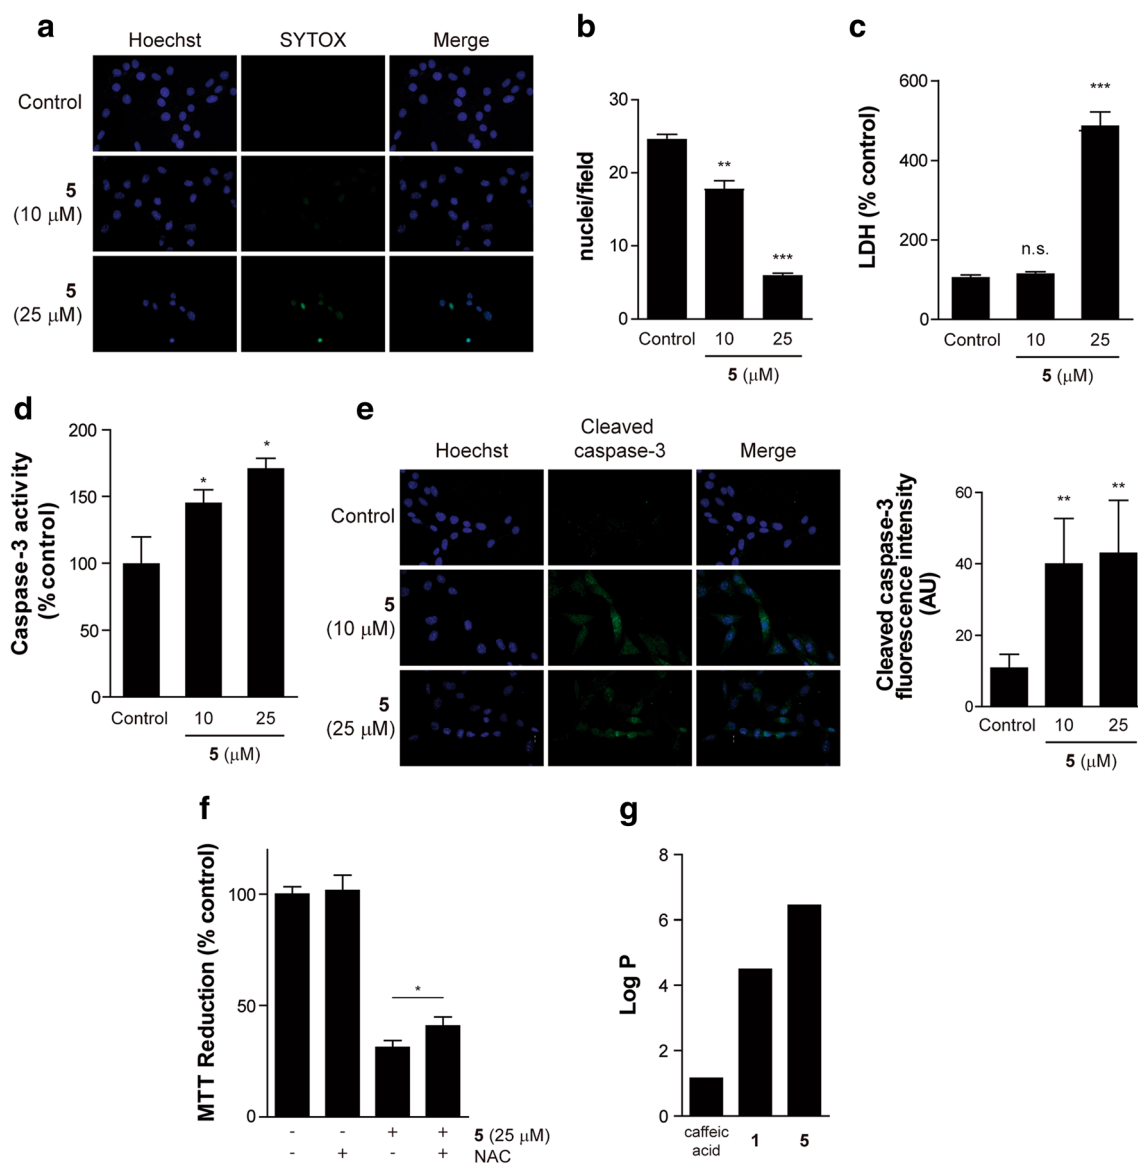 a
Hoechst SYTOX Merge
Control
5
(10 µM)
5
(25 µM)
b
nuclei/field
30
20
10
0
**
***
Control 10 25
5 (µM)
c
LDH (% control)
600
400
200
0
n.s.
***
Control 10 25
5 (µM)
d
Caspase-3 activity
(% control)
200
150
100
50
0
*
*
Control 10 25
5 (µM)
e
Hoechst Cleaved caspase-3 Merge
Control
5
(10 µM)
5
(25 µM)
Cleaved caspase-3
fluorescence intensity
(AU)
60
40
20
0
**
**
Control 10 25
5 (µM)
f
MTT Reduction (% control)
100
50
0
*
- - + + 5 (25 µM)
- + - + NAC
g
Log P
8
6
4
2
0
caffeic acid 1 5